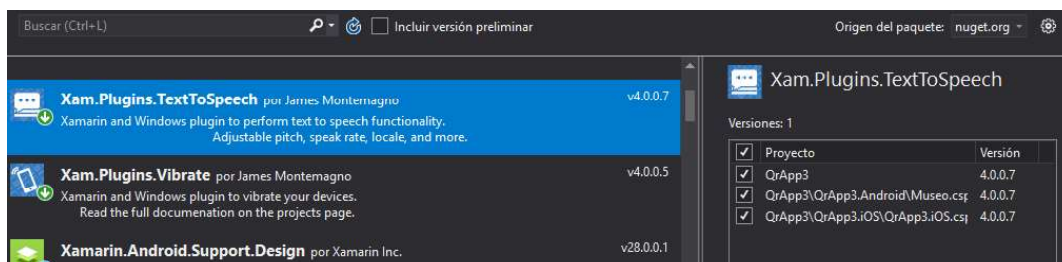 Buscar (Ctrl+L)
Incluir versión preliminar
Origen del paquete: nuget.org
Xam.Plugins.TextToSpeech por James Montemagno
v4.0.0.7
Xamarin and Windows plugin to perform text to speech functionality.
Adjustable pitch, speak rate, locale, and more.
Xam.Plugins.Vibrate por James Montemagno
v4.0.0.5
Xamarin and Windows plugin to vibrate your devices.
Read the full documenation on the projects page.
Xamarin.Android.Support.Design por Xamarin Inc.
v28.0.0.1
Xam.Plugins.TextToSpeech
Versiones: 1
Proyecto Versión
QrApp3 4.0.0.7
QrApp3\QrApp3.Android\Museo.csp 4.0.0.7
QrApp3\QrApp3.iOS\QrApp3.iOS.csp 4.0.0.7